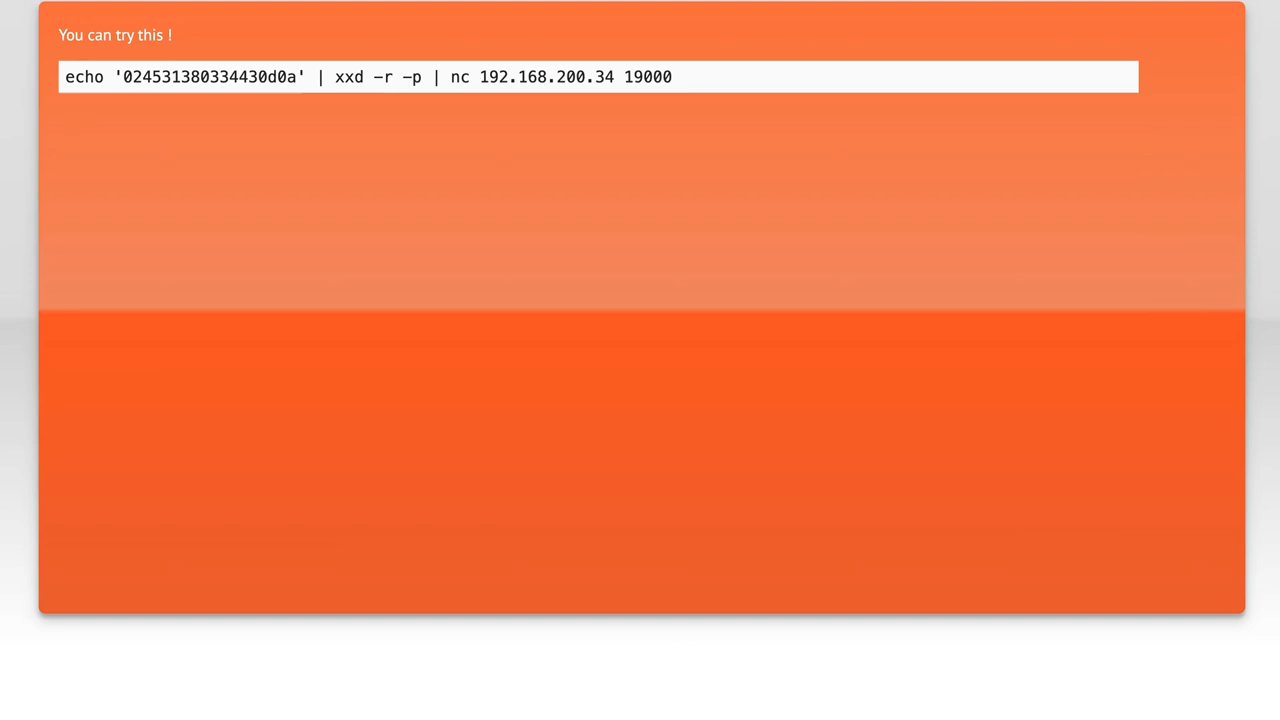 You can try this !
echo '024531380334430d0a' | xxd -r -p | nc 192.168.200.34 19000